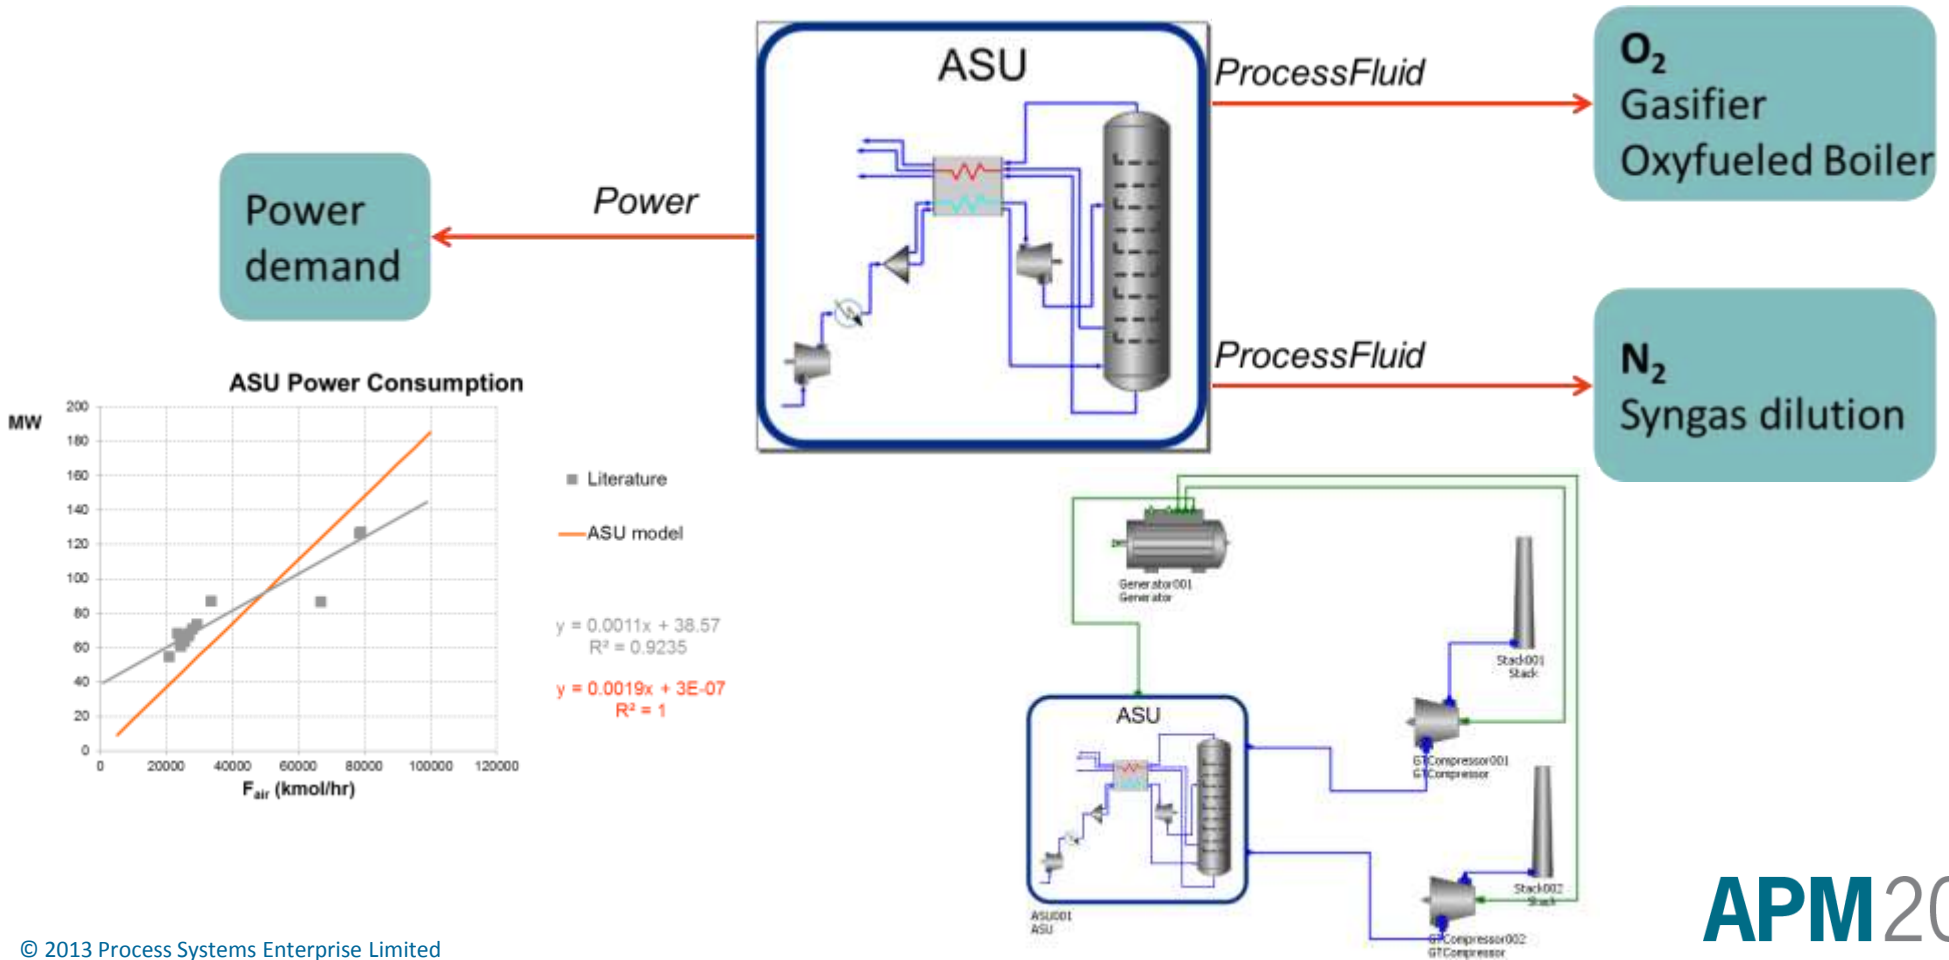 ASU
ProcessFluid
O₂
Gasifier
Oxyfueled Boiler
Power
demand
Power
ProcessFluid
N₂
Syngas dilution
ASU Power Consumption
MW
200
180
160
140
120
100
80
60
40
20
0
0 20000 40000 60000 80000 100000 120000
F_air (kmol/hr)
Literature
ASU model
y = 0.0011x + 38.57
R² = 0.9235
y = 0.0019x + 3E-07
R² = 1
Generator001
Generator
Stack001
Stack
GTCompressor001
GTCompressor
ASU
ASU001
ASU
Stack002
Stack
GTCompressor002
GTCompressor
APM 20
© 2013 Process Systems Enterprise Limited